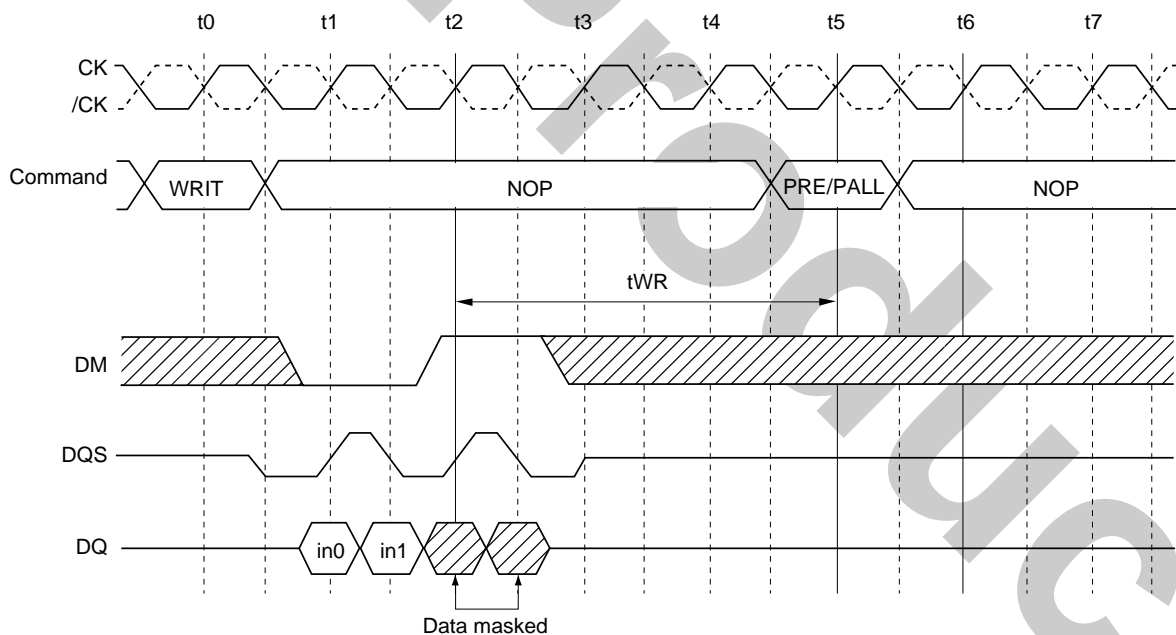 t0 t1 t2 t3 t4 t5 t6 t7
CK
/CK
Command WRIT NOP PRE/PALL NOP
tWR
DM
DQS
DQ in0 in1
Data masked
roduc